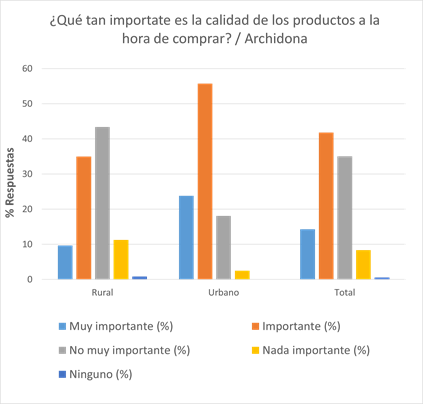 ¿Qué tan importate es la calidad de los productos a la
hora de comprar? / Archidona
% Respuestas
60
50
40
30
20
10
0
Rural
Urbano
Total
Muy importante (%)
Importante (%)
No muy importante (%)
Nada importante (%)
Ninguno (%)